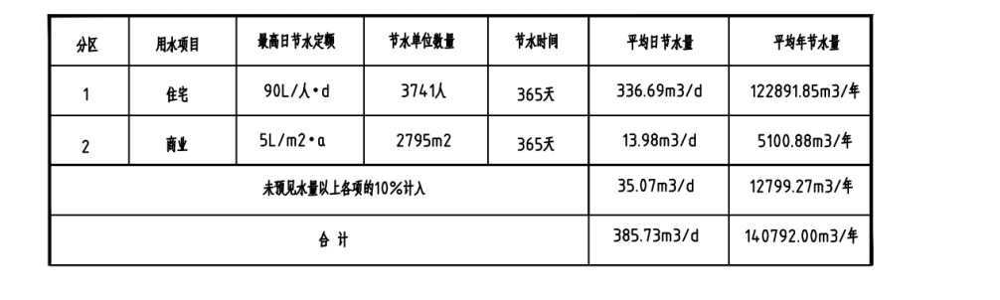 分区 用水项目 最高日节水定额 节水单位数量 节水时间 平均日节水量 平均年节水量
1 住宅 90L/人•d 3741人 365天 336.69m3/d 122891.85m3/年
2 商业 5L/m2•a 2795m2 365天 13.98m3/d 5100.88m3/年
未预见水量以上各项的10%计入 35.07m3/d 12799.27m3/年
合计 385.73m3/d 140792.00m3/年